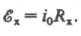 ℰₓ = i₀Rₓ.